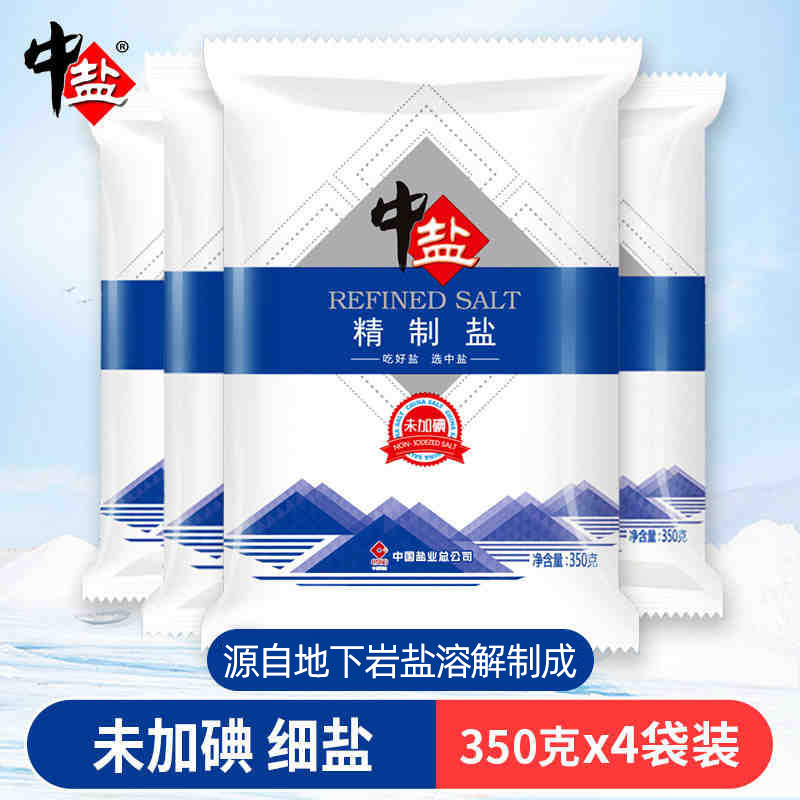 中盐®
中盐
REFINED SALT
精制盐
吃好盐 选中盐
CHINA SALT
未加碘
NON-IODIZED SALT
中国盐业总公司
净含量:350克
净含量:350克
源自地下岩盐溶解制成
未加碘 细盐
350克x4袋装